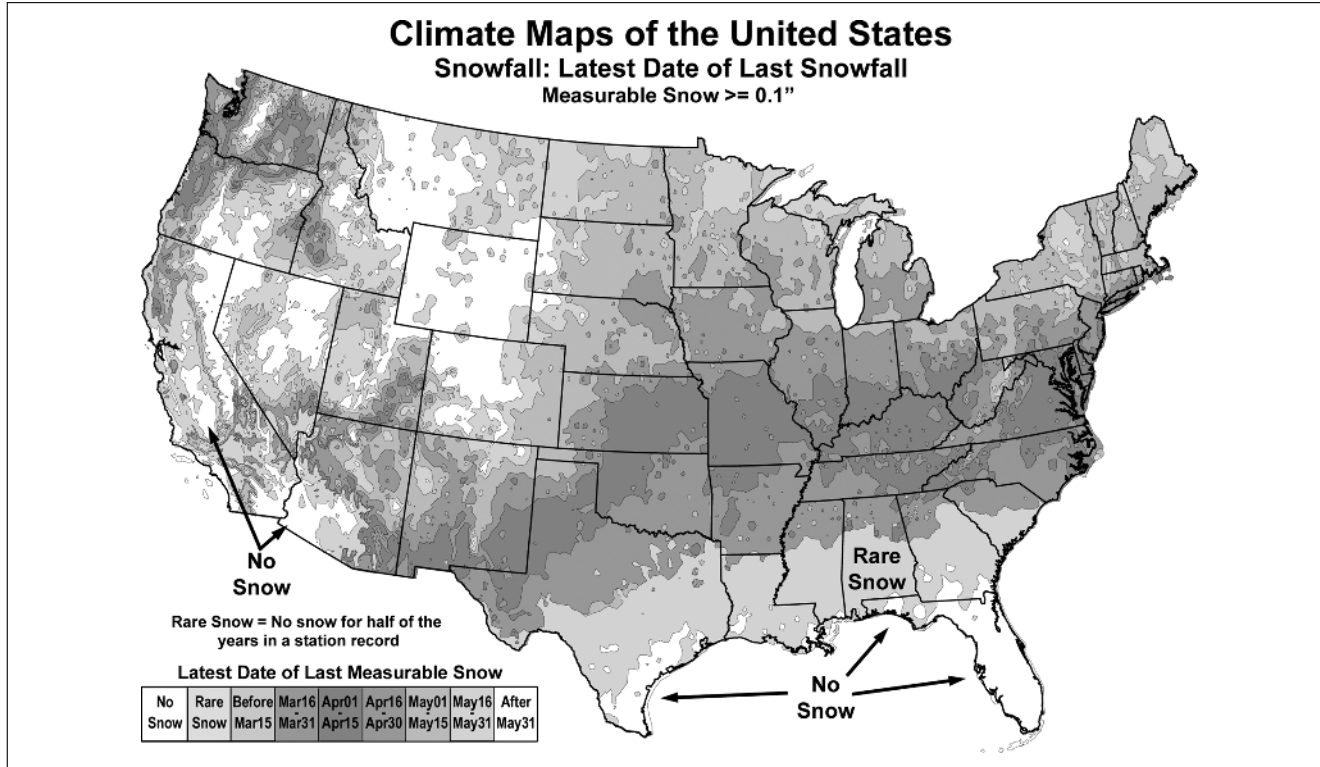 Climate Maps of the United States
Snowfall: Latest Date of Last Snowfall
Measurable Snow >= 0.1”
Rare
Snow
No
Snow
Rare Snow = No snow for half of the
years in a station record
No
Snow
Latest Date of Last Measurable Snow
No Rare Before Mar16 Apr01 Apr16 May01 May16 After
- - - - -
Snow Snow Mar15 Mar31 Apr15 Apr30 May15 May31 May31